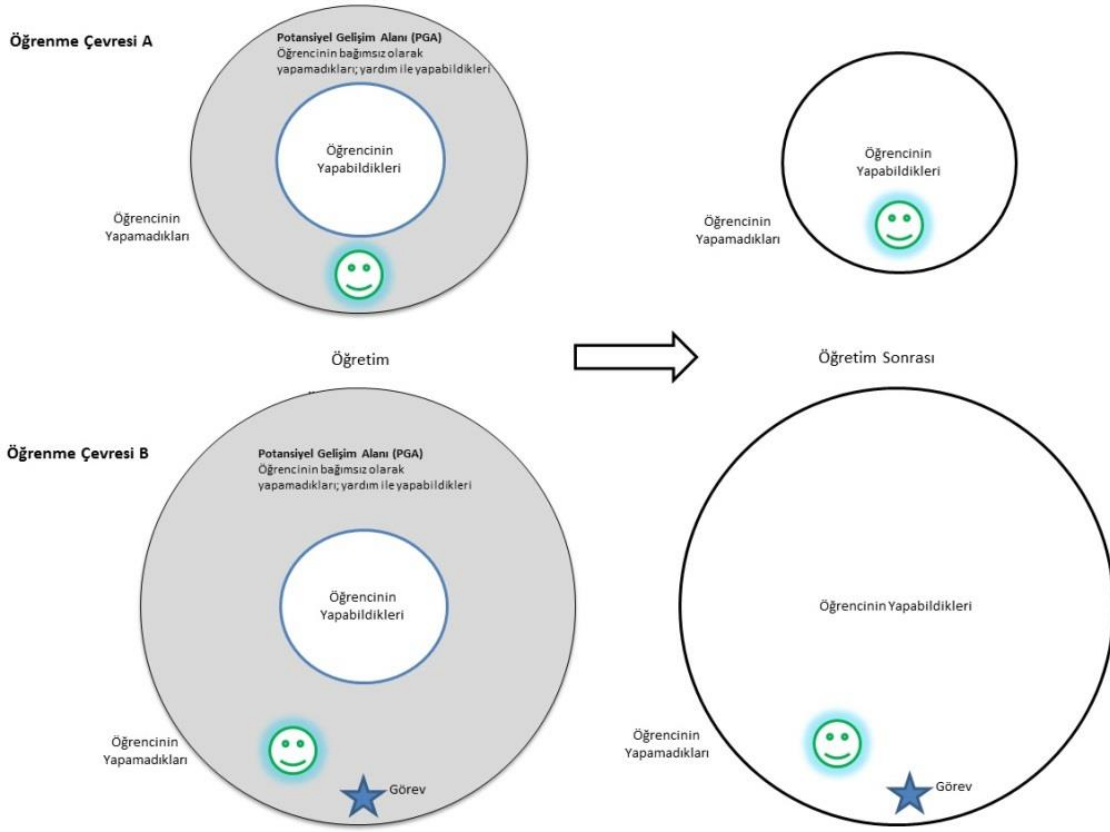 Öğrenme Çevresi A
Potansiyel Gelişim Alanı (PGA)
Öğrencinin bağımsız olarak
yapamadıkları; yardım ile yapabildikleri
Öğrencinin
Yapabildikleri
Öğrencinin
Yapamadıkları
Öğrencinin
Yapabildikleri
Öğrencinin
Yapamadıkları
Öğretim
Öğretim Sonrası
Öğrenme Çevresi B
Potansiyel Gelişim Alanı (PGA)
Öğrencinin bağımsız olarak
yapamadıkları; yardım ile yapabildikleri
Öğrencinin
Yapabildikleri
Öğrencinin
Yapamadıkları
Görev
Öğrencinin Yapabildikleri
Öğrencinin
Yapamadıkları
Görev